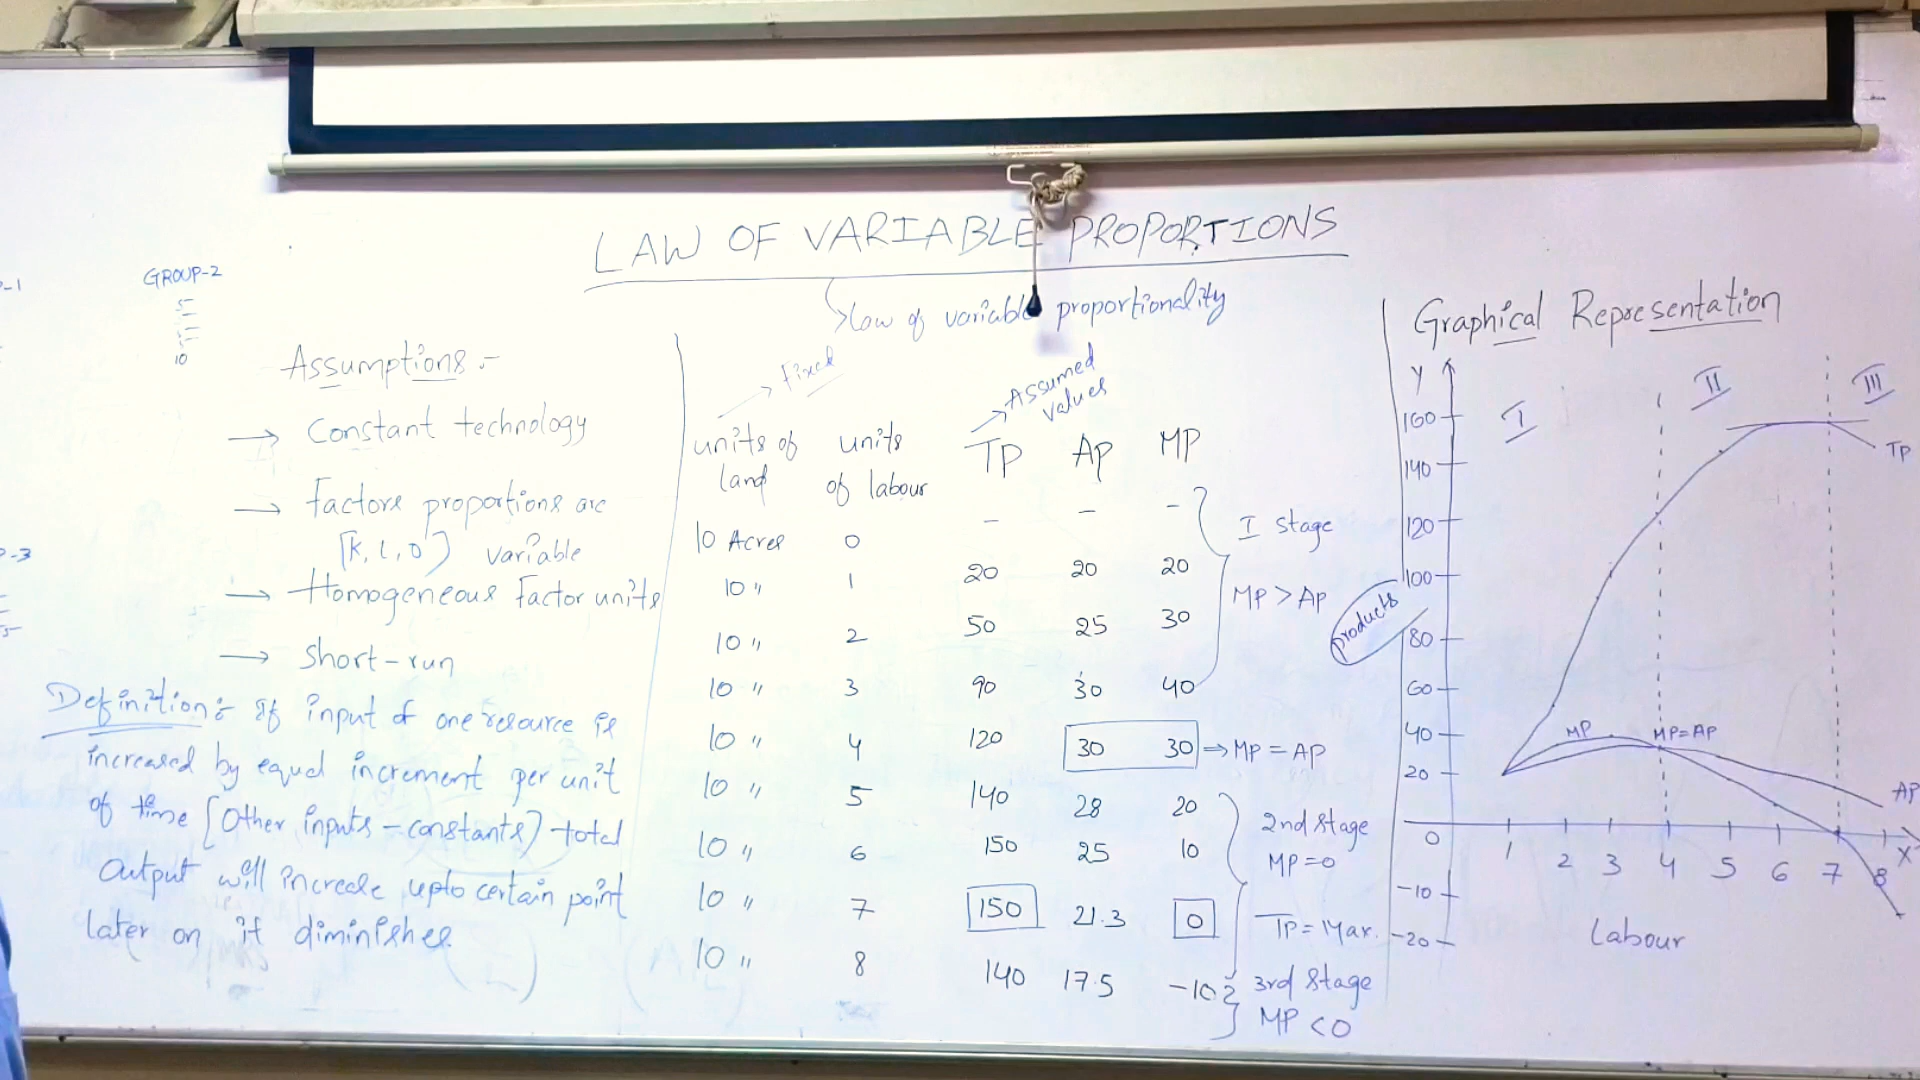 LAW OF VARIABLE PROPORTIONS
Law of variable proportionality
-1
GROUP-2
5
10
-3
5
Assumptions :-
→ Constant technology
→ factors proportions are
[K, L, O] variable
→ Homogeneous factor units
→ Short-run
Definition:- If input of one resource is
increased by equal increment per unit
of time [Other inputs - constants] total
Output will increase upto certain point
later on it diminishes
→ Fixed
→ Assumed
values
units of land units of labour TP AP MP
10 Acres 0 - - -
10 " 1 20 20 20
10 " 2 50 25 30
10 " 3 90 30 40
10 " 4 120 30 30 → MP = AP
10 " 5 140 28 20
10 " 6 150 25 10
10 " 7 150 21.3 0
10 " 8 140 17.5 -10
I stage
MP > AP
2nd stage
MP=0
TP = Max.
3rd stage
MP < 0
Graphical Representation
Y
I II III
160
140
120
100
80
60
40
20
0
-10
-20
products
TP
MP
MP=AP
AP
1 2 3 4 5 6 7 8 X
Labour